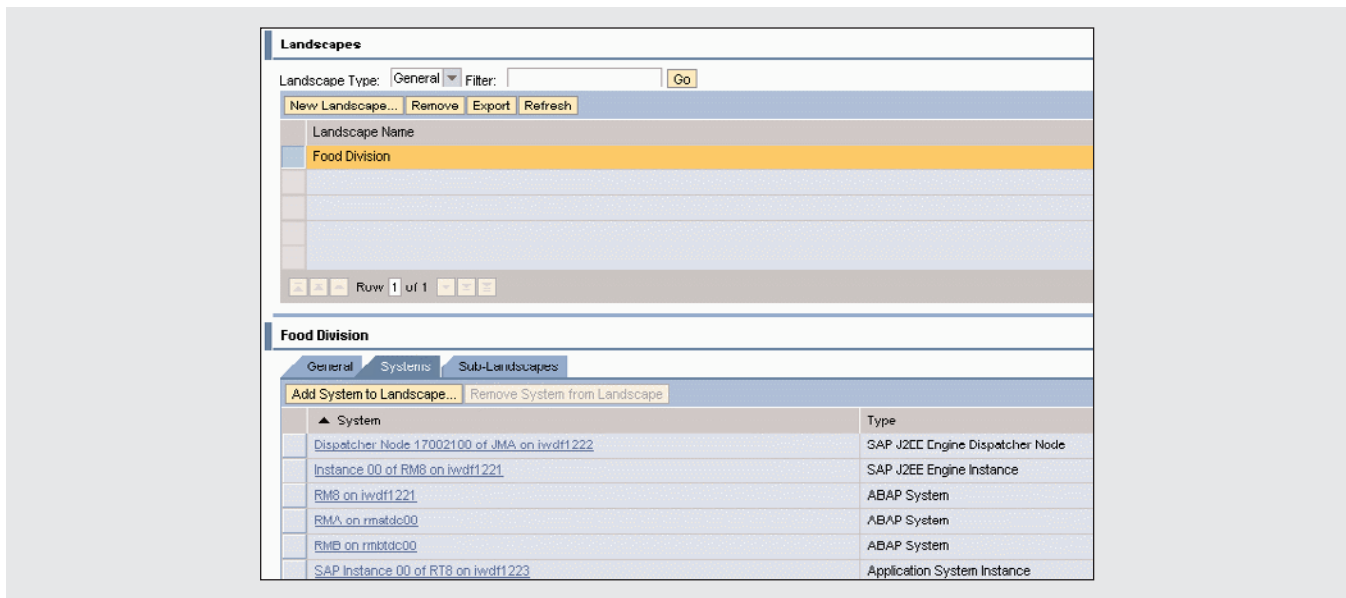 Landscapes
Landscape Type: General Filter: Go
New Landscape... Remove Export Refresh
Landscape Name
Food Division
Row 1 of 1
Food Division
General Systems Sub-Landscapes
Add System to Landscape... Remove System from Landscape
System Type
Dispatcher Node 17002100 of JMA on iwdf1222 SAP J2EE Engine Dispatcher Node
Instance 00 of RM8 on iwdf1221 SAP J2EE Engine Instance
RM8 on iwdf1221 ABAP System
RMA on rmatdc00 ABAP System
RMB on rmbtdc00 ABAP System
SAP Instance 00 of RT8 on iwdf1223 Application System Instance